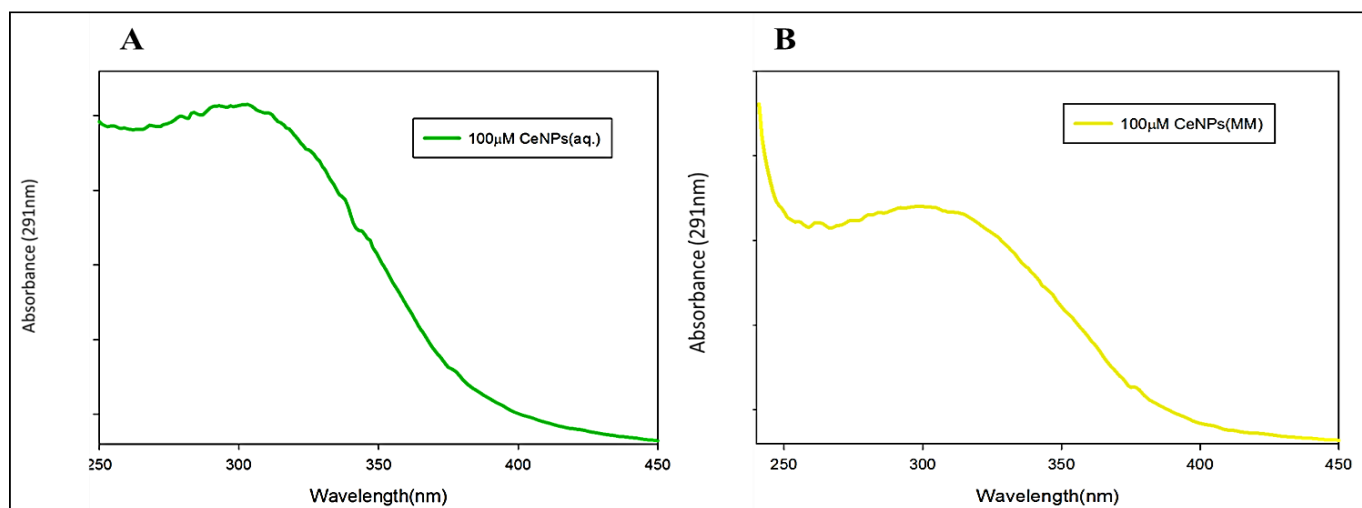 A
100μM CeNPs(aq.)
Absorbance (291nm)
250 300 350 400 450
Wavelength(nm)
B
100μM CeNPs(MM)
Absorbance (291nm)
250 300 350 400 450
Wavelength(nm)